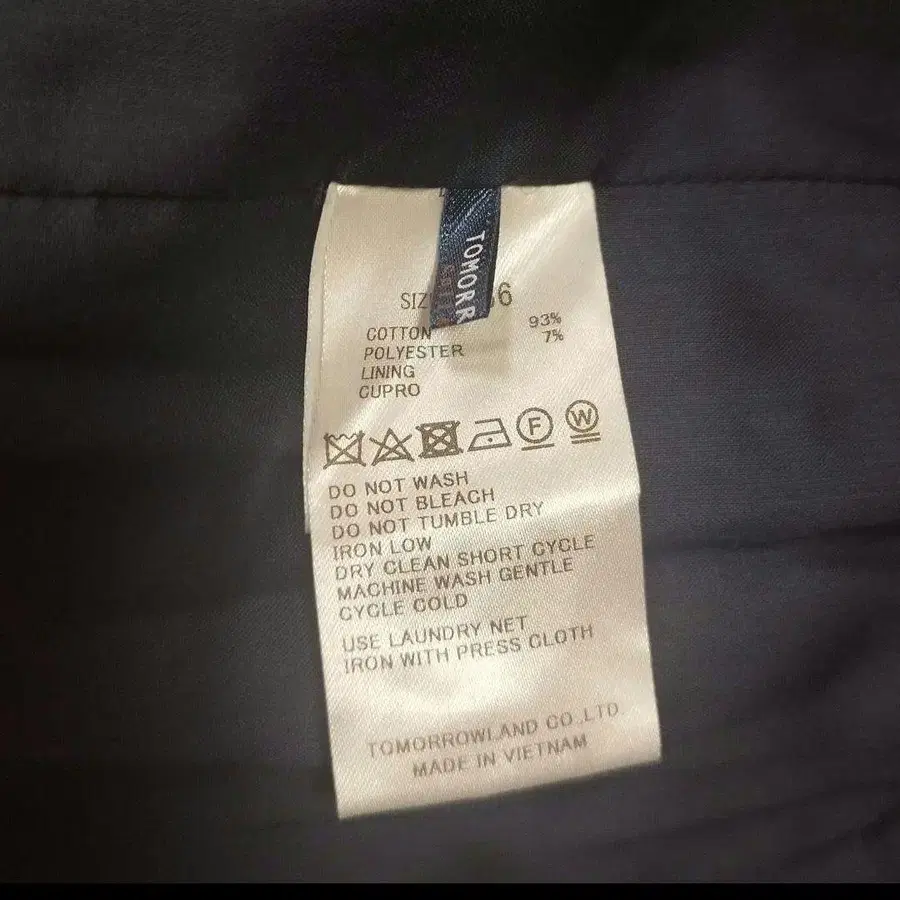 TOMORR
COTTON 93%
POLYESTER 7%
LINING
CUPRO
F W
DO NOT WASH
DO NOT BLEACH
DO NOT TUMBLE DRY
IRON LOW
DRY CLEAN SHORT CYCLE
MACHINE WASH GENTLE
CYCLE COLD
USE LAUNDRY NET
IRON WITH PRESS CLOTH
TOMORROWLAND CO.,LTD.
MADE IN VIETNAM